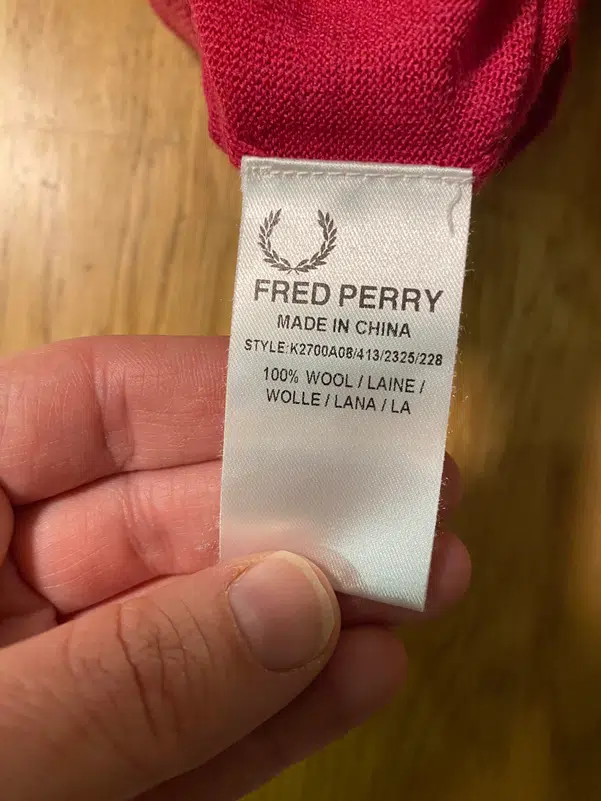 FRED PERRY
MADE IN CHINA
STYLE:K2700A08/413/2325/228
100% WOOL / LAINE /
WOLLE / LANA / LA